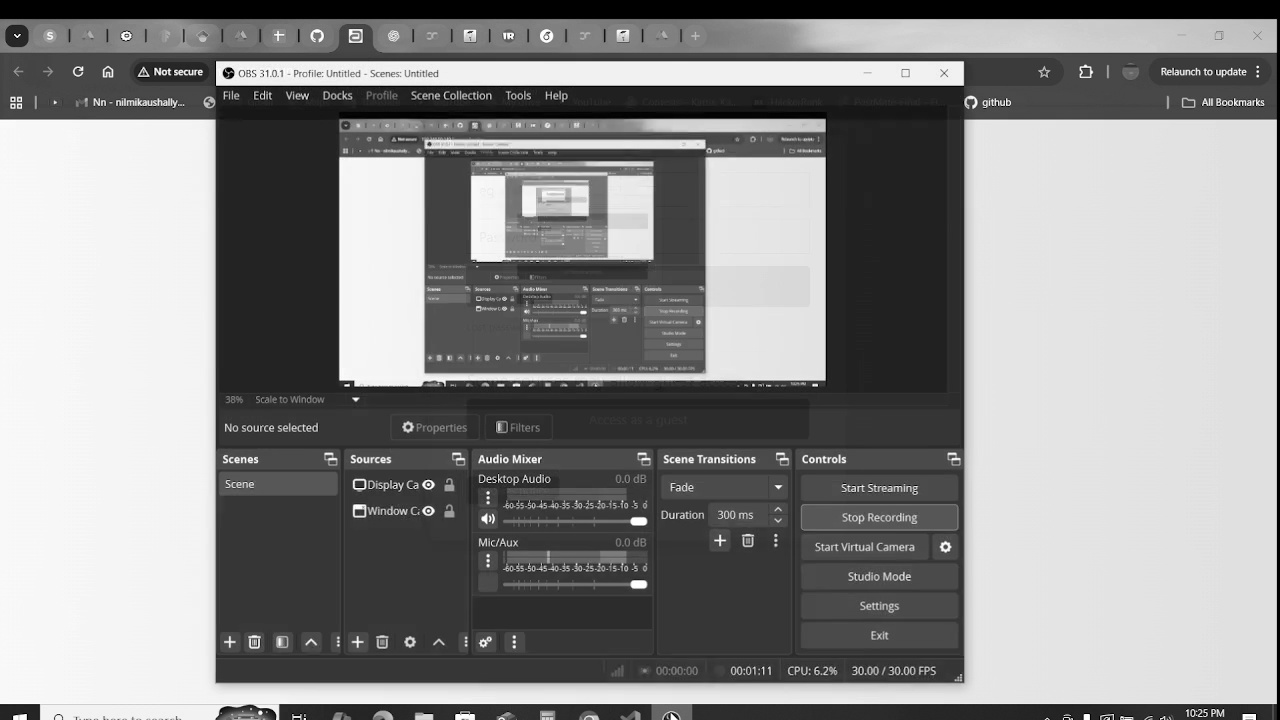 Not secure
Relaunch to update
Nn - nilmikaushally...
github
All Bookmarks
OBS 31.0.1 - Profile: Untitled - Scenes: Untitled
File Edit View Docks Profile Scene Collection Tools Help
38% Scale to Window
No source selected
Properties
Filters
Access as a guest
Scenes
Scene
Sources
Display Ca
Window Ca
Audio Mixer
Desktop Audio 0.0 dB
-60-55-50-45-40-35-30-25-20-15-10 -5 0
Mic/Aux 0.0 dB
-60-55-50-45-40-35-30-25-20-15-10 -5 0
Scene Transitions
Fade
Duration 300 ms
Controls
Start Streaming
Stop Recording
Start Virtual Camera
Studio Mode
Settings
Exit
00:00:00 00:01:11 CPU: 6.2% 30.00 / 30.00 FPS
Type here to search
10:25 PM